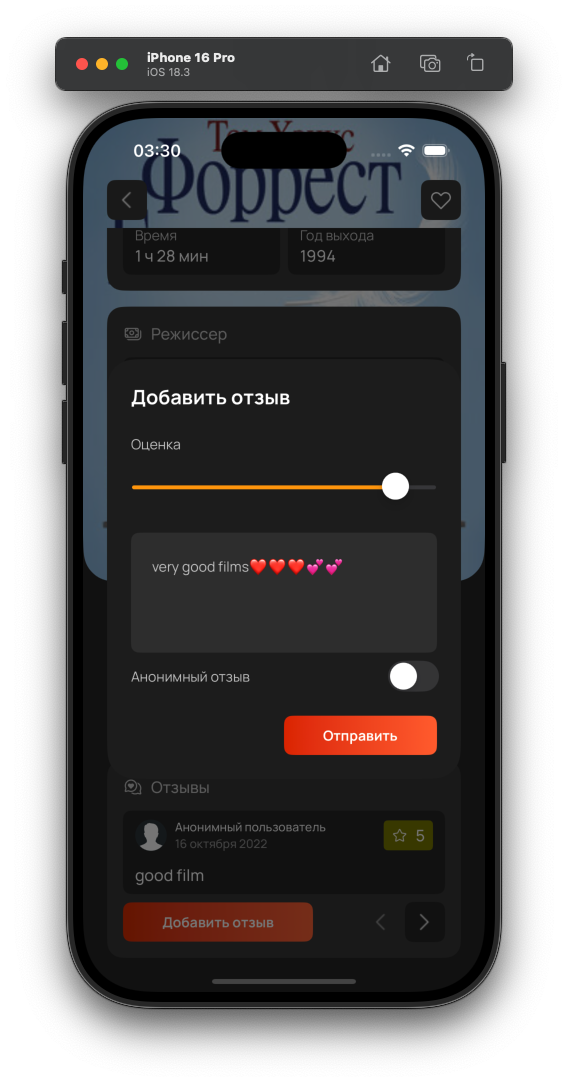 iPhone 16 Pro
iOS 18.3
03:30
Том Хэнкс
Форрест
Время
1 ч 28 мин
Год выхода
1994
Режиссер
Добавить отзыв
Оценка
very good films❤️❤️❤️💕💕
Анонимный отзыв
Отправить
Отзывы
Анонимный пользователь
16 октября 2022
5
good film
Добавить отзыв